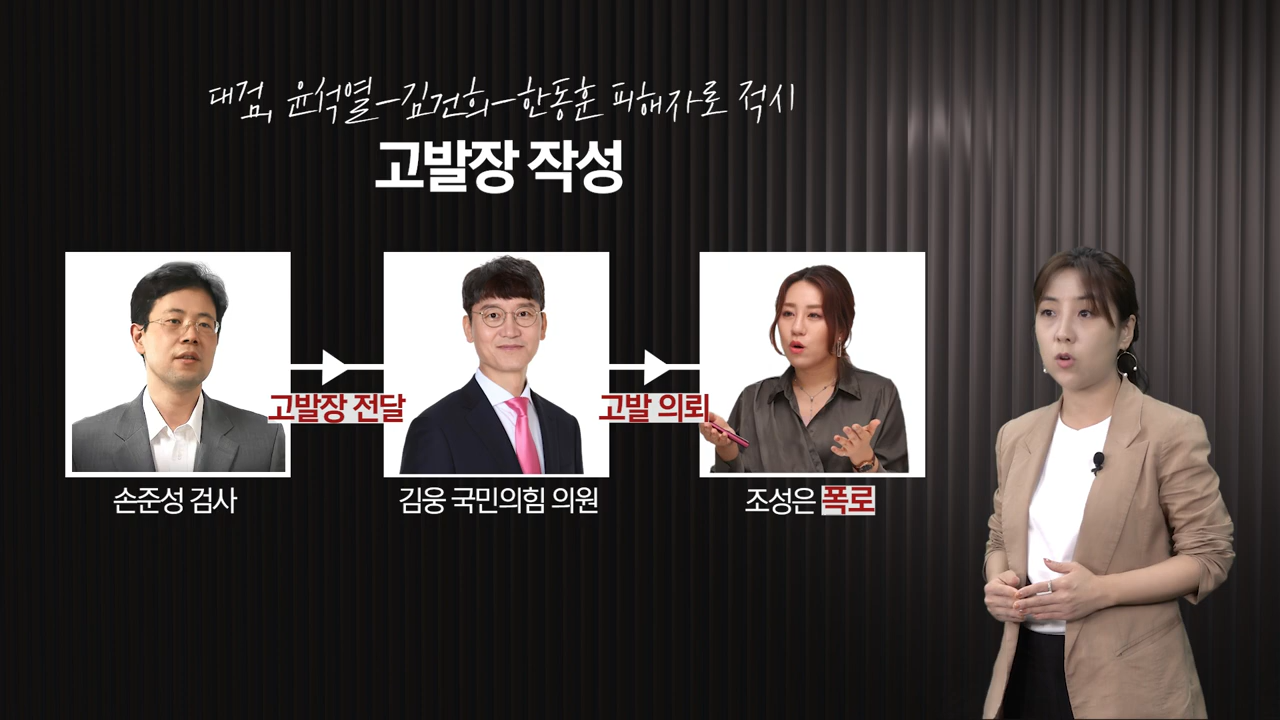 대검, 윤석열-김건희-한동훈 피해자로 적시
고발장 작성
고발장 전달
고발 의뢰
손준성 검사
김웅 국민의힘 의원
조성은 폭로